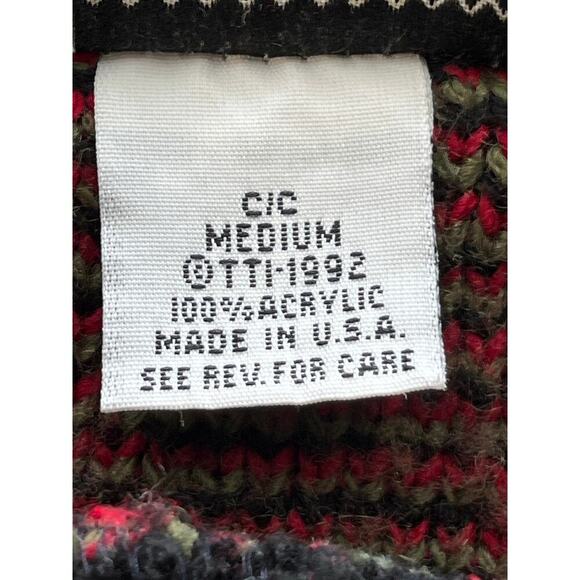 C/C
MEDIUM
®TTI-1992
100% ACRYLIC
MADE IN U.S.A.
SEE REV. FOR CARE